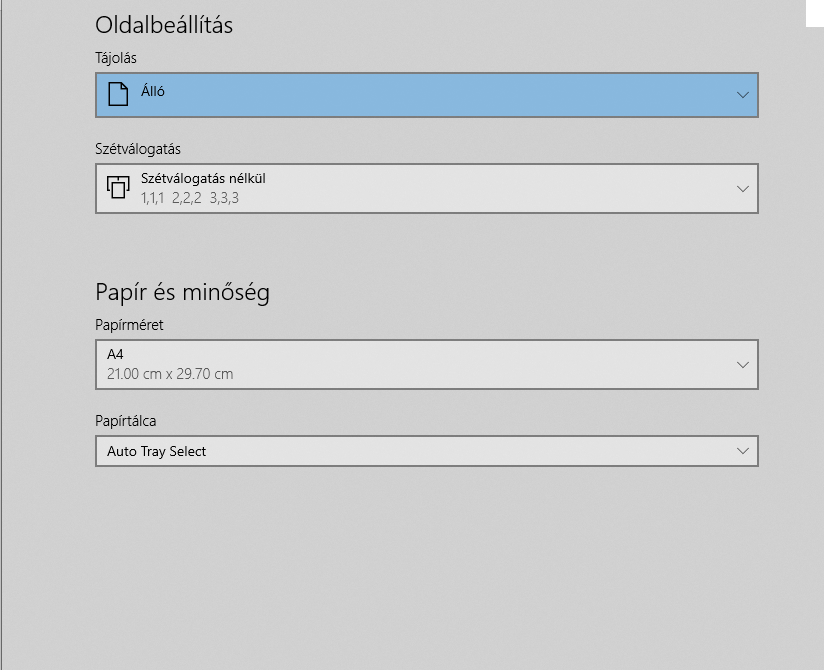 Oldalbeállítás
Tájolás
Álló
Szétválogatás
Szétválogatás nélkül
1,1,1 2,2,2 3,3,3
Papír és minőség
Papírméret
A4
21.00 cm x 29.70 cm
Papírtálca
Auto Tray Select